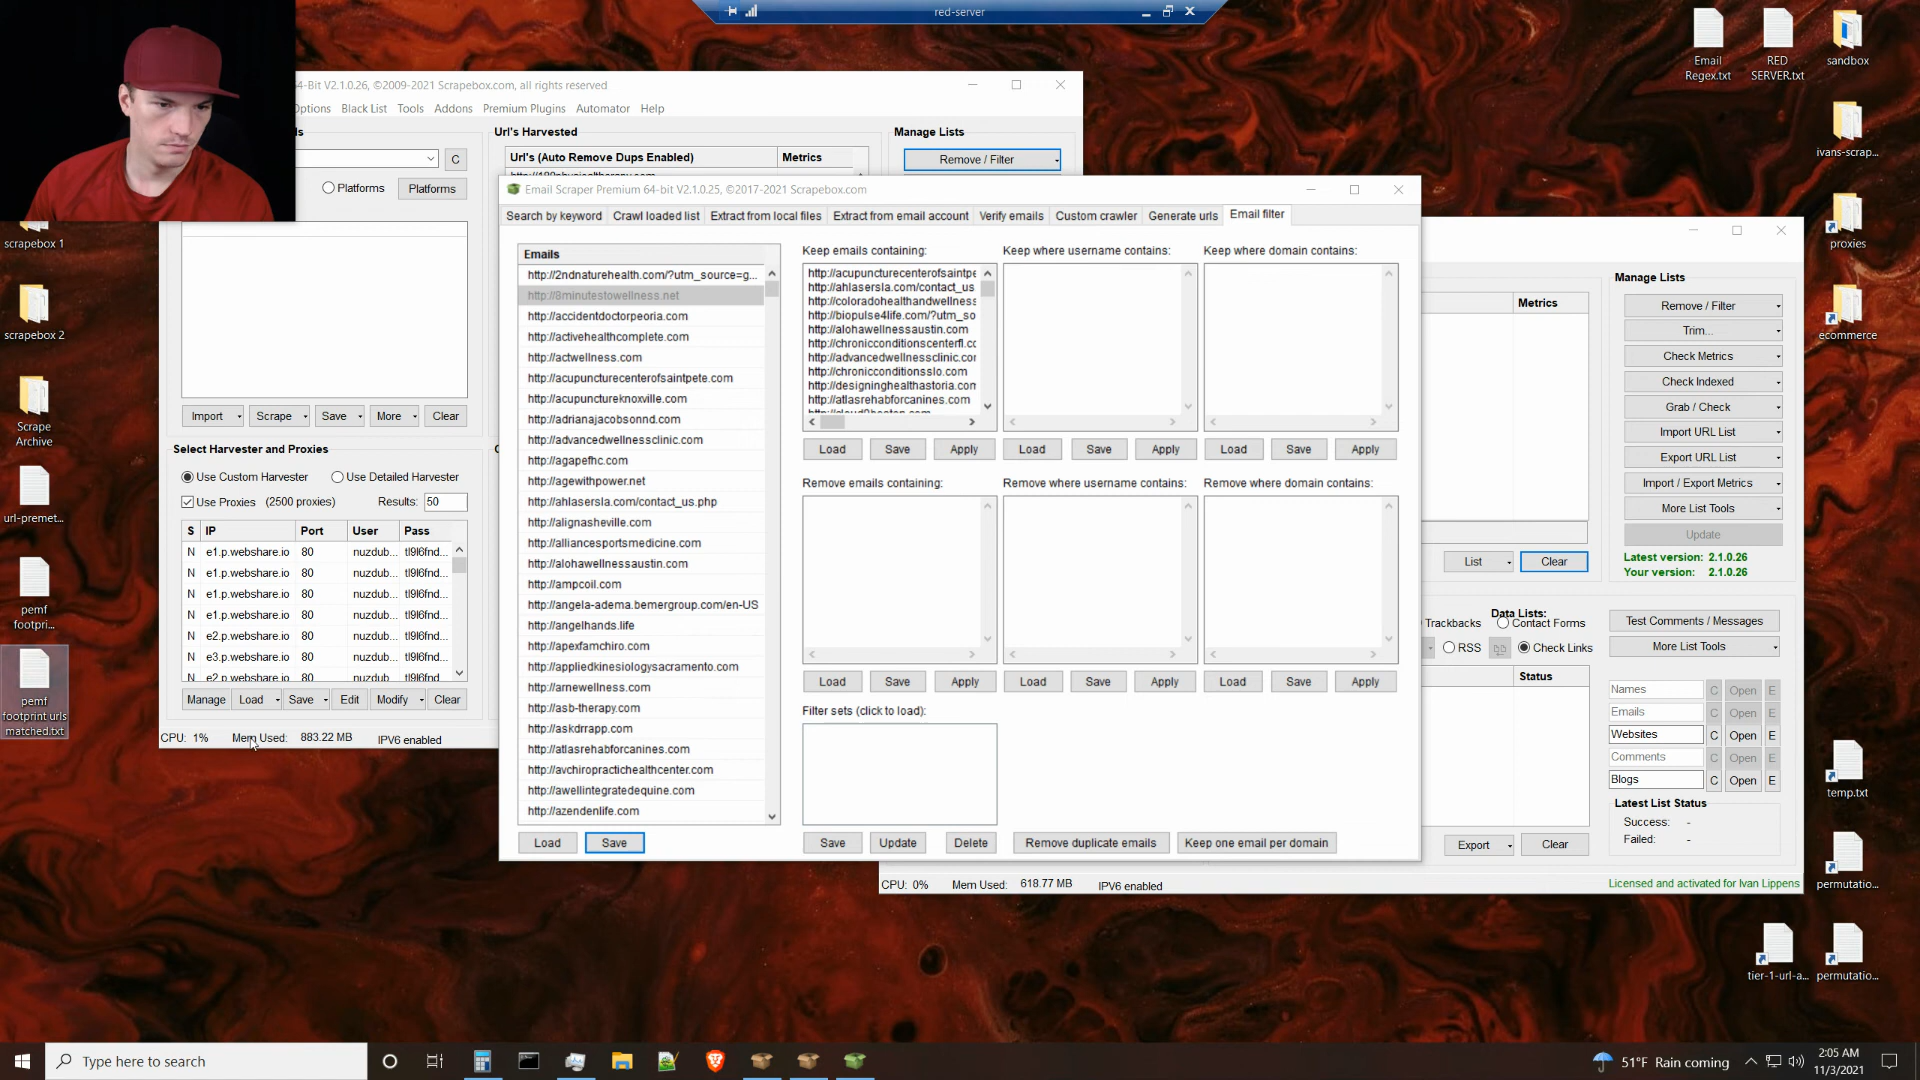 red-server
64-Bit V2.1.0.26, ©2009-2021 Scrapebox.com, all rights reserved
Options Black List Tools Addons Premium Plugins Automator Help
Url's Harvested
Manage Lists
C
Url's (Auto Remove Dups Enabled) Metrics
Remove / Filter
Platforms Platforms
Email Scraper Premium 64-bit V2.1.0.25, ©2017-2021 Scrapebox.com
Search by keyword Crawl loaded list Extract from local files Extract from email account Verify emails Custom crawler Generate urls Email filter
Emails
http://2ndnaturehealth.com/?utm_source=g...
http://8minutestowellness.net
http://accidentdoctorpeoria.com
http://activehealthcomplete.com
http://actwellness.com
http://acupuncturecenterofsaintpete.com
http://acupunctureknoxville.com
http://adrianajacobsonnd.com
http://advancedwellnessclinic.com
http://agapefhc.com
http://agewithpower.net
http://ahlasersla.com/contact_us.php
http://alignasheville.com
http://alliancesportsmedicine.com
http://alohawellnessaustin.com
http://ampcoil.com
http://angela-adema.bemergroup.com/en-US
http://angelhands.life
http://apexfamchiro.com
http://appliedkinesiologysacramento.com
http://arnewellness.com
http://asb-therapy.com
http://askdrrapp.com
http://atlasrehabforcanines.com
http://avchiropractichealthcenter.com
http://awellintegratedequine.com
http://azendenlife.com
Load Save
Keep emails containing: Keep where username contains: Keep where domain contains:
http://acupuncturecenterofsaintpe
http://ahlasersla.com/contact_us
http://coloradohealthandwellness
http://biopulse4life.com/?utm_so
http://alohawellnessaustin.com
http://chronicconditionscenterfl.cc
http://advancedwellnessclinic.cor
http://chronicconditionsslo.com
http://designinghealthastoria.com
http://atlasrehabforcanines.com
Load Save Apply Load Save Apply Load Save Apply
Remove emails containing: Remove where username contains: Remove where domain contains:
Load Save Apply Load Save Apply Load Save Apply
Filter sets (click to load):
Save Update Delete Remove duplicate emails Keep one email per domain
Import Scrape Save More Clear
Select Harvester and Proxies
Use Custom Harvester Use Detailed Harvester
Use Proxies (2500 proxies) Results: 50
S IP Port User Pass
N e1.p.webshare.io 80 nuzdub... tl9l6fnd...
N e1.p.webshare.io 80 nuzdub... tl9l6fnd...
N e1.p.webshare.io 80 nuzdub... tl9l6fnd...
N e1.p.webshare.io 80 nuzdub... tl9l6fnd...
N e2.p.webshare.io 80 nuzdub... tl9l6fnd...
N e3.p.webshare.io 80 nuzdub... tl9l6fnd...
N e2.p.webshare.io 80 nuzdub... tl9l6fnd...
Manage Load Save Edit Modify Clear
CPU: 1% Mem Used: 883.22 MB IPV6 enabled
Manage Lists
Metrics
Remove / Filter
Trim...
Check Metrics
Check Indexed
Grab / Check
Import URL List
Export URL List
Import / Export Metrics
More List Tools
Update
Latest version: 2.1.0.26
Your version: 2.1.0.26
List Clear
Trackbacks Contact Forms
RSS Check Links
Status
Export Clear
Data Lists:
Test Comments / Messages
More List Tools
Names C Open E
Emails C Open E
Websites C Open E
Comments C Open E
Blogs C Open E
Latest List Status
Success: -
Failed: -
CPU: 0% Mem Used: 618.77 MB IPV6 enabled
Licensed and activated for Ivan Lippens
scrapebox 1
scrapebox 2
Scrape
Archive
url-premet...
pemf
footpri...
pemf
footprint urls
matched.txt
Email
Regex.txt
RED
SERVER.txt
sandbox
ivans-scrap...
proxies
ecommerce
temp.txt
permutatio...
tier-1-url-a...
permutatio...
Type here to search
51°F Rain coming
2:05 AM
11/3/2021